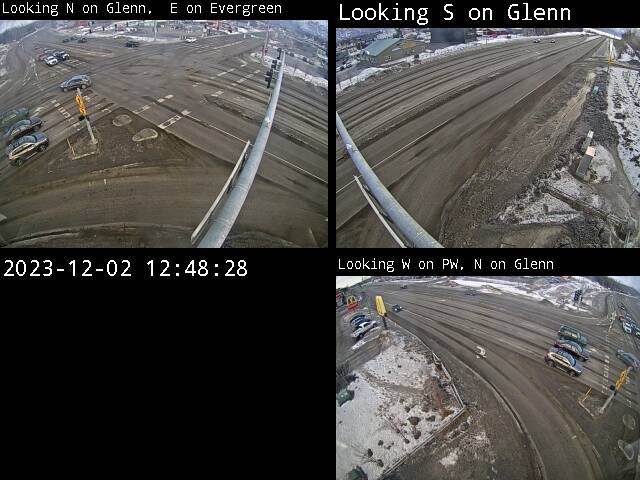 Looking N on Glenn,  E on Evergreen
Looking S on Glenn
2023-12-02 12:48:28
Looking W on PW, N on Glenn